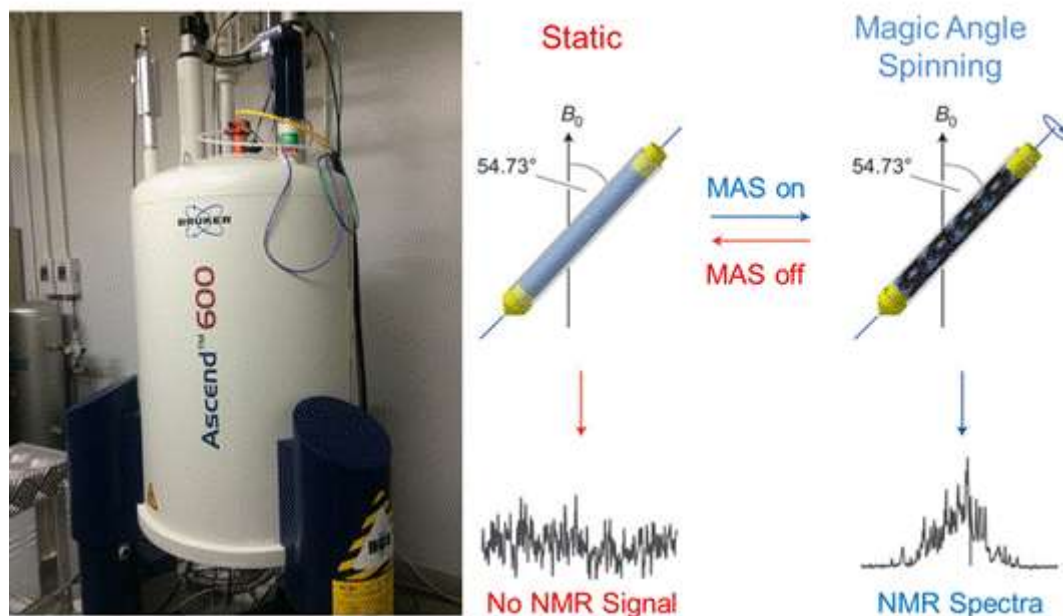 BRUKER
Ascend™ 600
Static
B₀
54.73°
MAS on
MAS off
Magic Angle
Spinning
B₀
54.73°
No NMR Signal
NMR Spectra